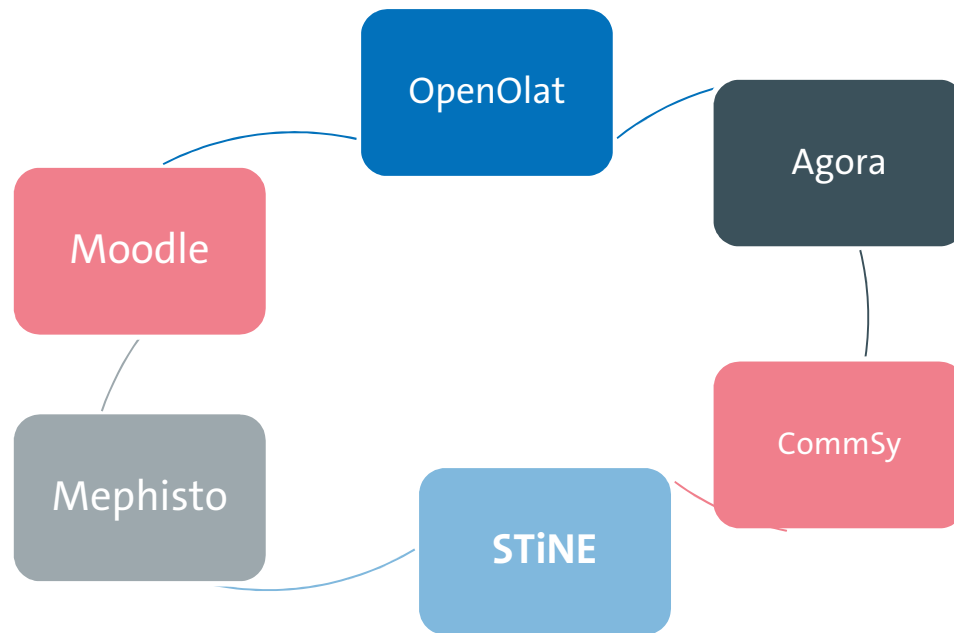 OpenOlat
Agora
Moodle
CommSy
Mephisto
STiNE